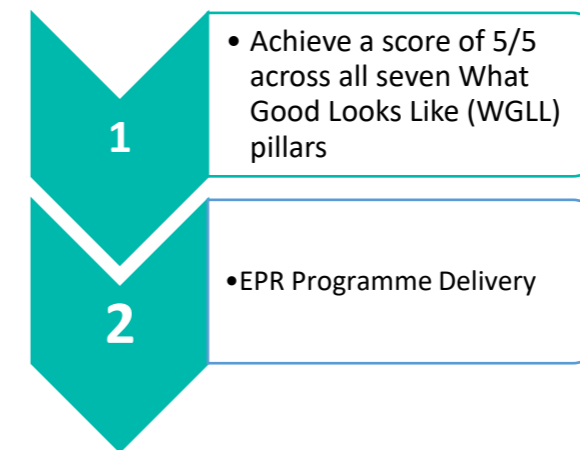 1
• Achieve a score of 5/5
across all seven What
Good Looks Like (WGLL)
pillars
2
•EPR Programme Delivery